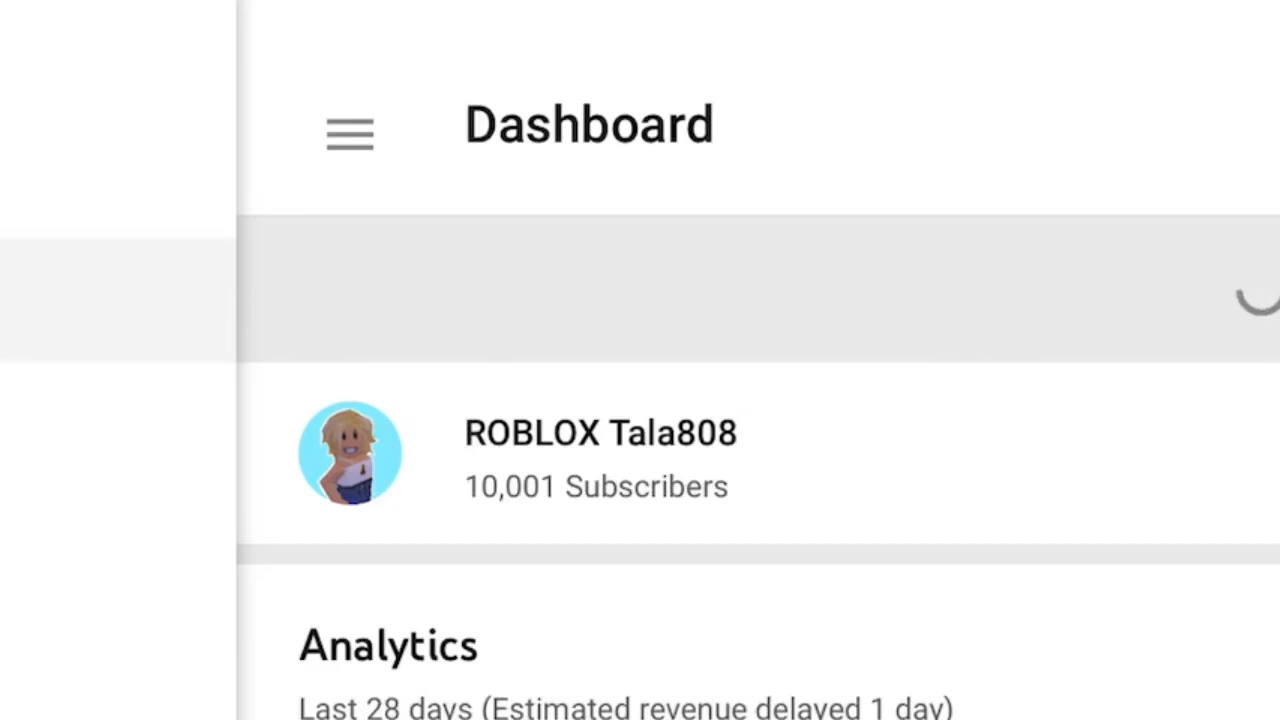 Dashboard
ROBLOX Tala808
10,001 Subscribers
Analytics
Last 28 days (Estimated revenue delayed 1 day)